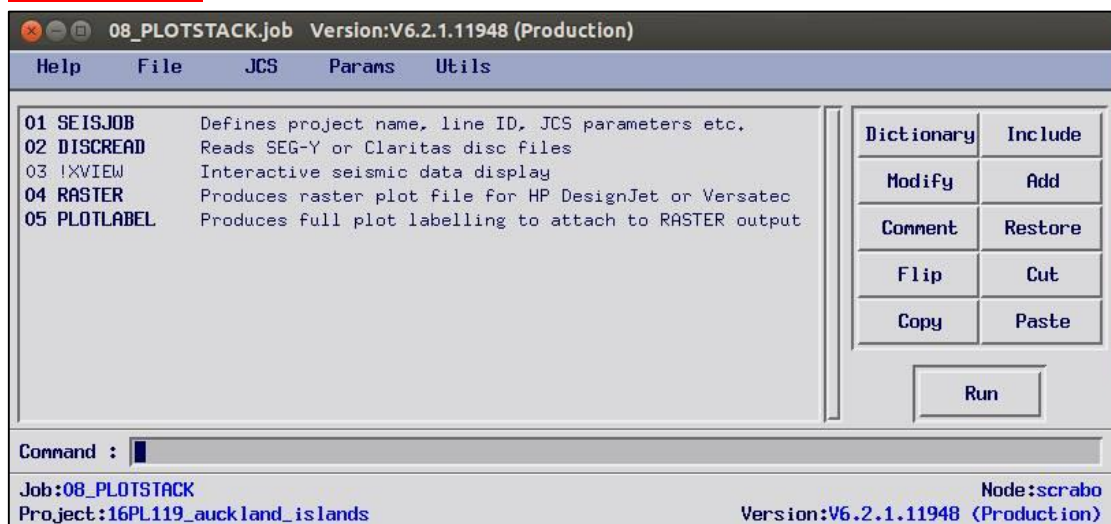 08_PLOTSTACK.job Version:V6.2.1.11948 (Production)
Help File JCS Params Utils
01 SEISJOB Defines project name, line ID, JCS parameters etc.
02 DISCREAD Reads SEG-Y or Claritas disc files
03 !XVIEW Interactive seismic data display
04 RASTER Produces raster plot file for HP DesignJet or Versatec
05 PLOTLABEL Produces full plot labelling to attach to RASTER output
Dictionary Include
Modify Add
Comment Restore
Flip Cut
Copy Paste
Run
Command :
Job:08_PLOTSTACK Node:scrabo
Project:16PL119_auckland_islands Version:V6.2.1.11948 (Production)